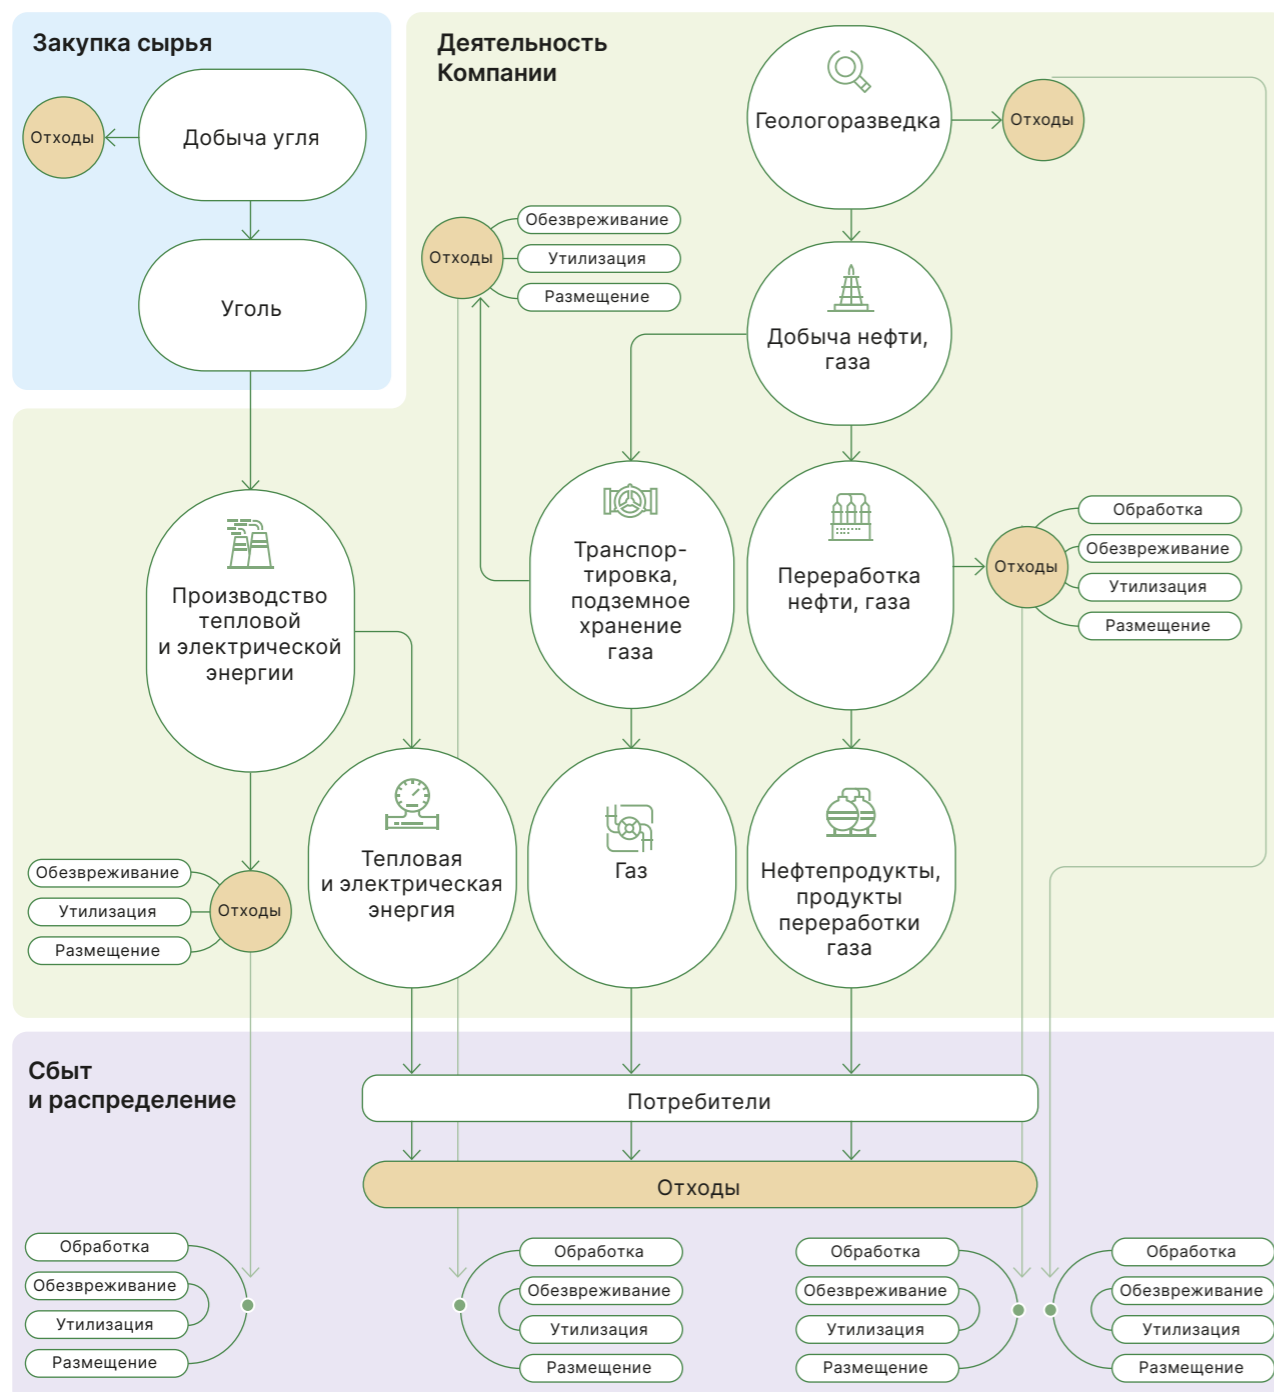 Закупка сырья
Отходы
Добыча угля
Уголь
Деятельность
Компании
Геологоразведка
Отходы
Отходы
Обезвреживание
Утилизация
Размещение
Добыча нефти,
газа
Производство
тепловой
и электрической
энергии
Транспор-
тировка,
подземное
хранение
газа
Переработка
нефти, газа
Отходы
Обработка
Обезвреживание
Утилизация
Размещение
Обезвреживание
Утилизация
Размещение
Отходы
Тепловая
и электрическая
энергия
Газ
Нефтепродукты,
продукты
переработки
газа
Сбыт
и распределение
Потребители
Отходы
Обработка
Обезвреживание
Утилизация
Размещение
Обработка
Обезвреживание
Утилизация
Размещение
Обработка
Обезвреживание
Утилизация
Размещение
Обработка
Обезвреживание
Утилизация
Размещение